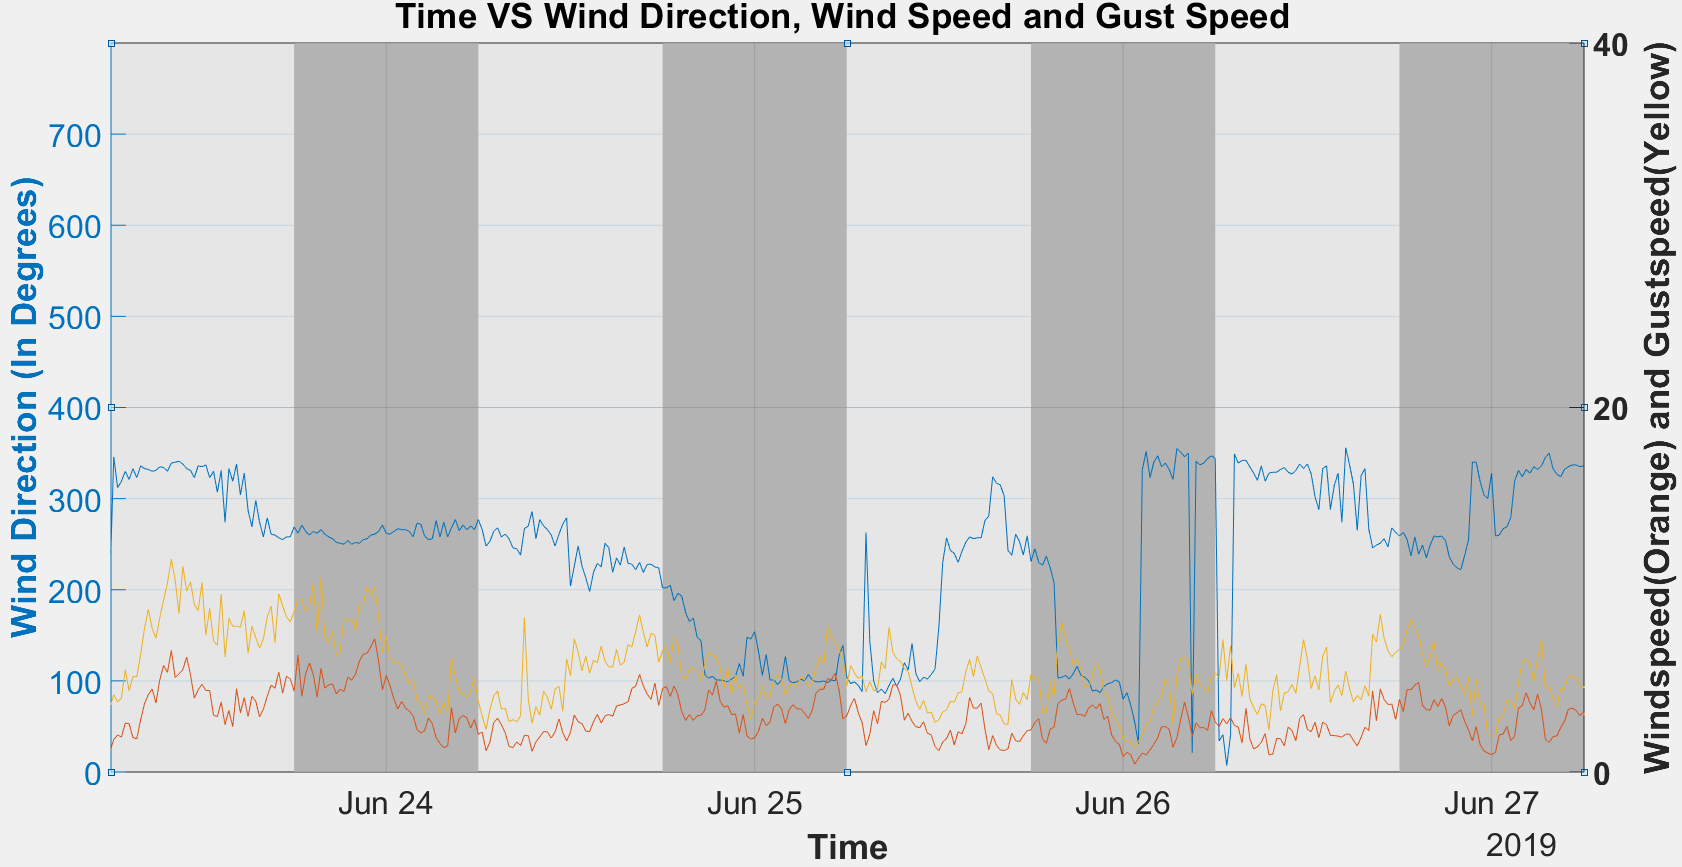 Time VS Wind Direction, Wind Speed and Gust Speed
Wind Direction (In Degrees)
700
600
500
400
300
200
100
0
40
20
0
Windspeed(Orange) and Gustspeeed(Yellow)
Jun 24
Jun 25
Jun 26
Jun 27
2019
Time